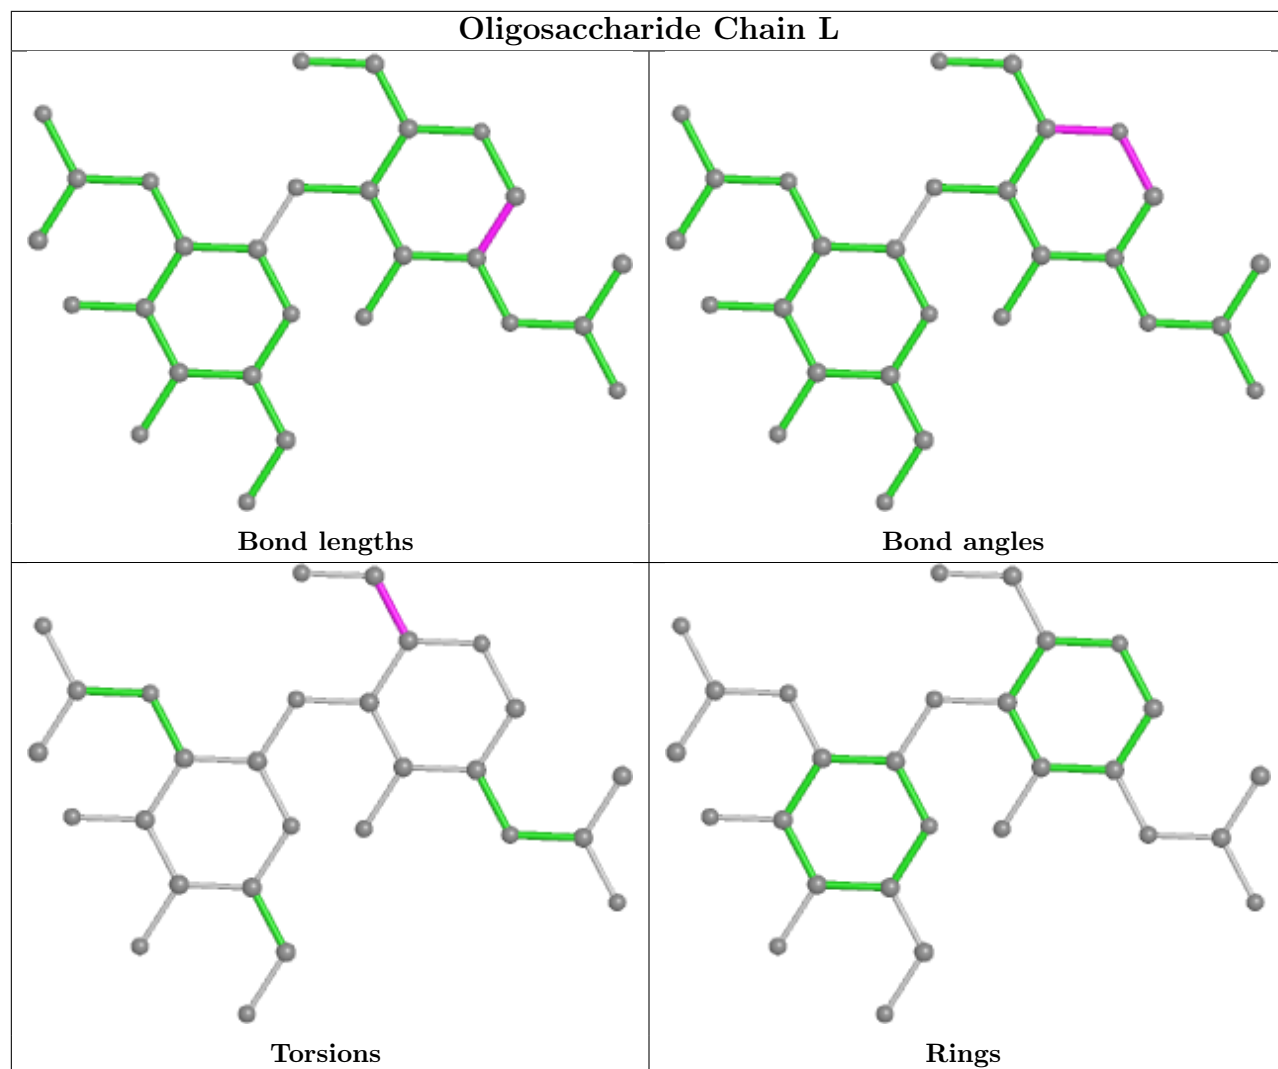 Oligosaccharide Chain L
Bond lengths
Bond angles
Torsions
Rings